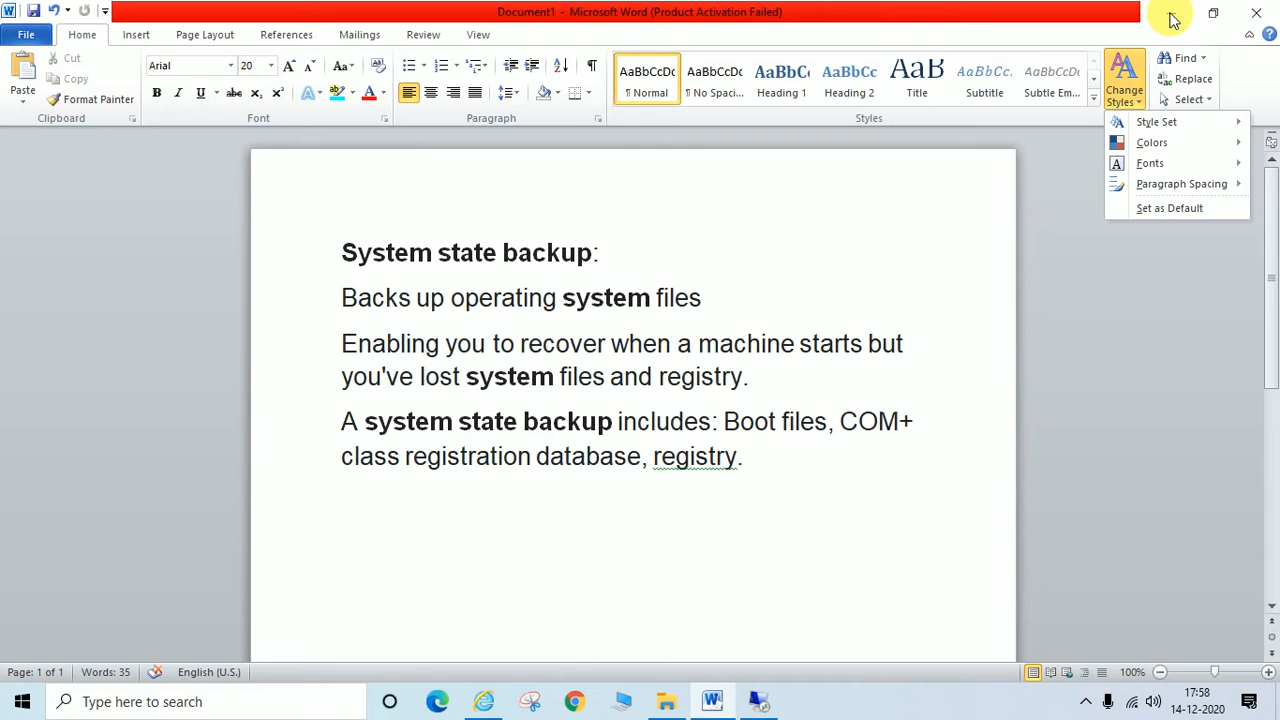 Document1 - Microsoft Word (Product Activation Failed)
File Home Insert Page Layout References Mailings Review View
Paste
Cut
Copy
Format Painter
Clipboard
Arial 20
Font
Paragraph
AaBbCcDc AaBbCcDc AaBbCc AaBbCc AaB AaBbCc. AaBbCcDc
¶ Normal ¶ No Spaci... Heading 1 Heading 2 Title Subtitle Subtle Em...
Styles
Change
Styles
Find
Replace
Select
Style Set
Colors
Fonts
Paragraph Spacing
Set as Default
System state backup:
Backs up operating system files
Enabling you to recover when a machine starts but
you've lost system files and registry.
A system state backup includes: Boot files, COM+
class registration database, registry.
Page: 1 of 1 Words: 35 English (U.S.) 100%
Type here to search
17:58
14-12-2020